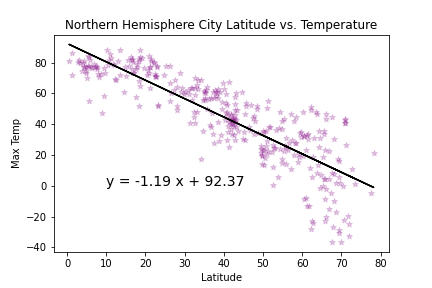 Northern Hemisphere City Latitude vs. Temperature
Max Temp
80
60
40
20
0
−20
−40
y = -1.19 x + 92.37
0 10 20 30 40 50 60 70 80
Latitude